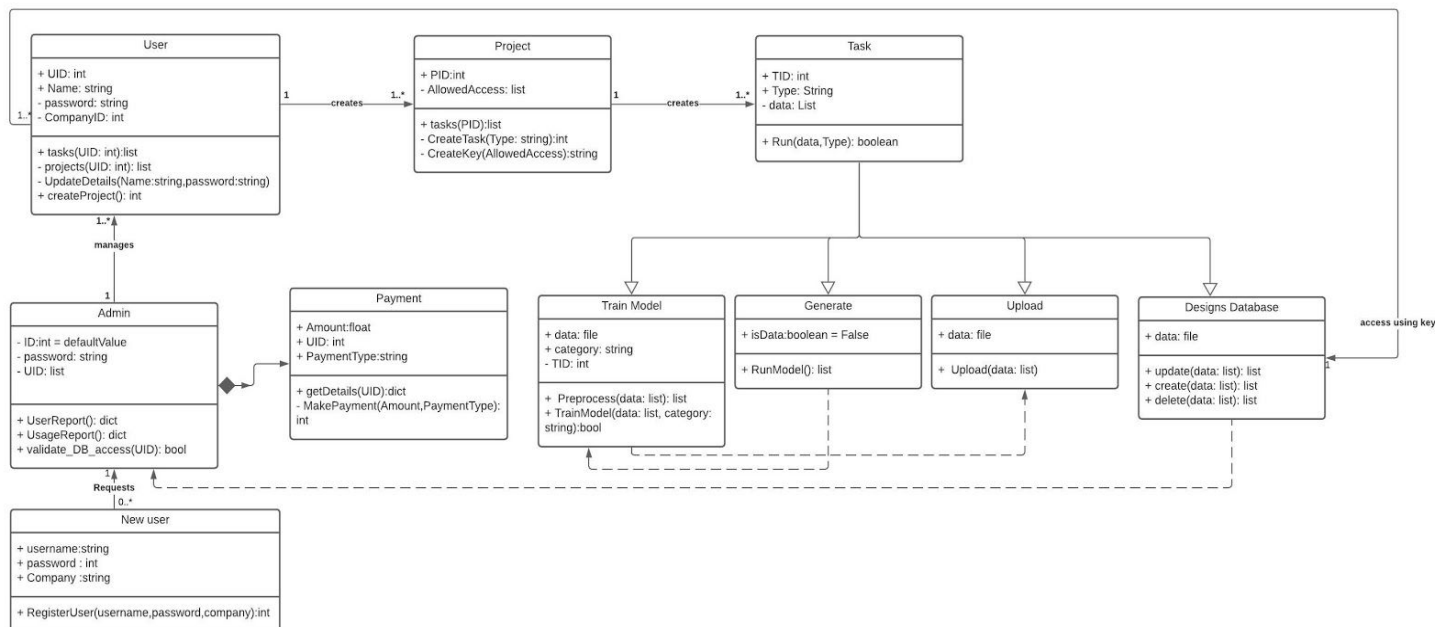 User
+ UID: int
+ Name: string
- password: string
- CompanyID: int
+ tasks(UID: int):list
- projects(UID: int): list
- UpdateDetails(Name:string,password:string)
+ createProject(): int
1..*
1
creates
1..*
Project
+ PID:int
- AllowedAccess: list
+ tasks(PID):list
- CreateTask(Type: string):int
- CreateKey(AllowedAccess):string
1
creates
1..*
Task
+ TID: int
+ Type: String
- data: List
+ Run(data,Type): boolean
1..*
manages
1
Admin
- ID:int = defaultValue
- password: string
- UID: list
+ UserReport(): dict
+ UsageReport(): dict
+ validate_DB_access(UID): bool
Payment
+ Amount:float
+ UID: int
+ PaymentType:string
+ getDetails(UID):dict
- MakePayment(Amount,PaymentType):
int
Train Model
+ data: file
+ category: string
- TID: int
+ Preprocess(data: list): list
+ TrainModel(data: list, category:
string):bool
Generate
+ isData:boolean = False
+ RunModel(): list
Upload
+ data: file
+ Upload(data: list)
Designs Database
+ data: file
+ update(data: list): list
+ create(data: list): list
+ delete(data: list): list
access using key
1
1
Requests
0..*
New user
+ username:string
+ password : int
+ Company :string
+ RegisterUser(username,password,company):int